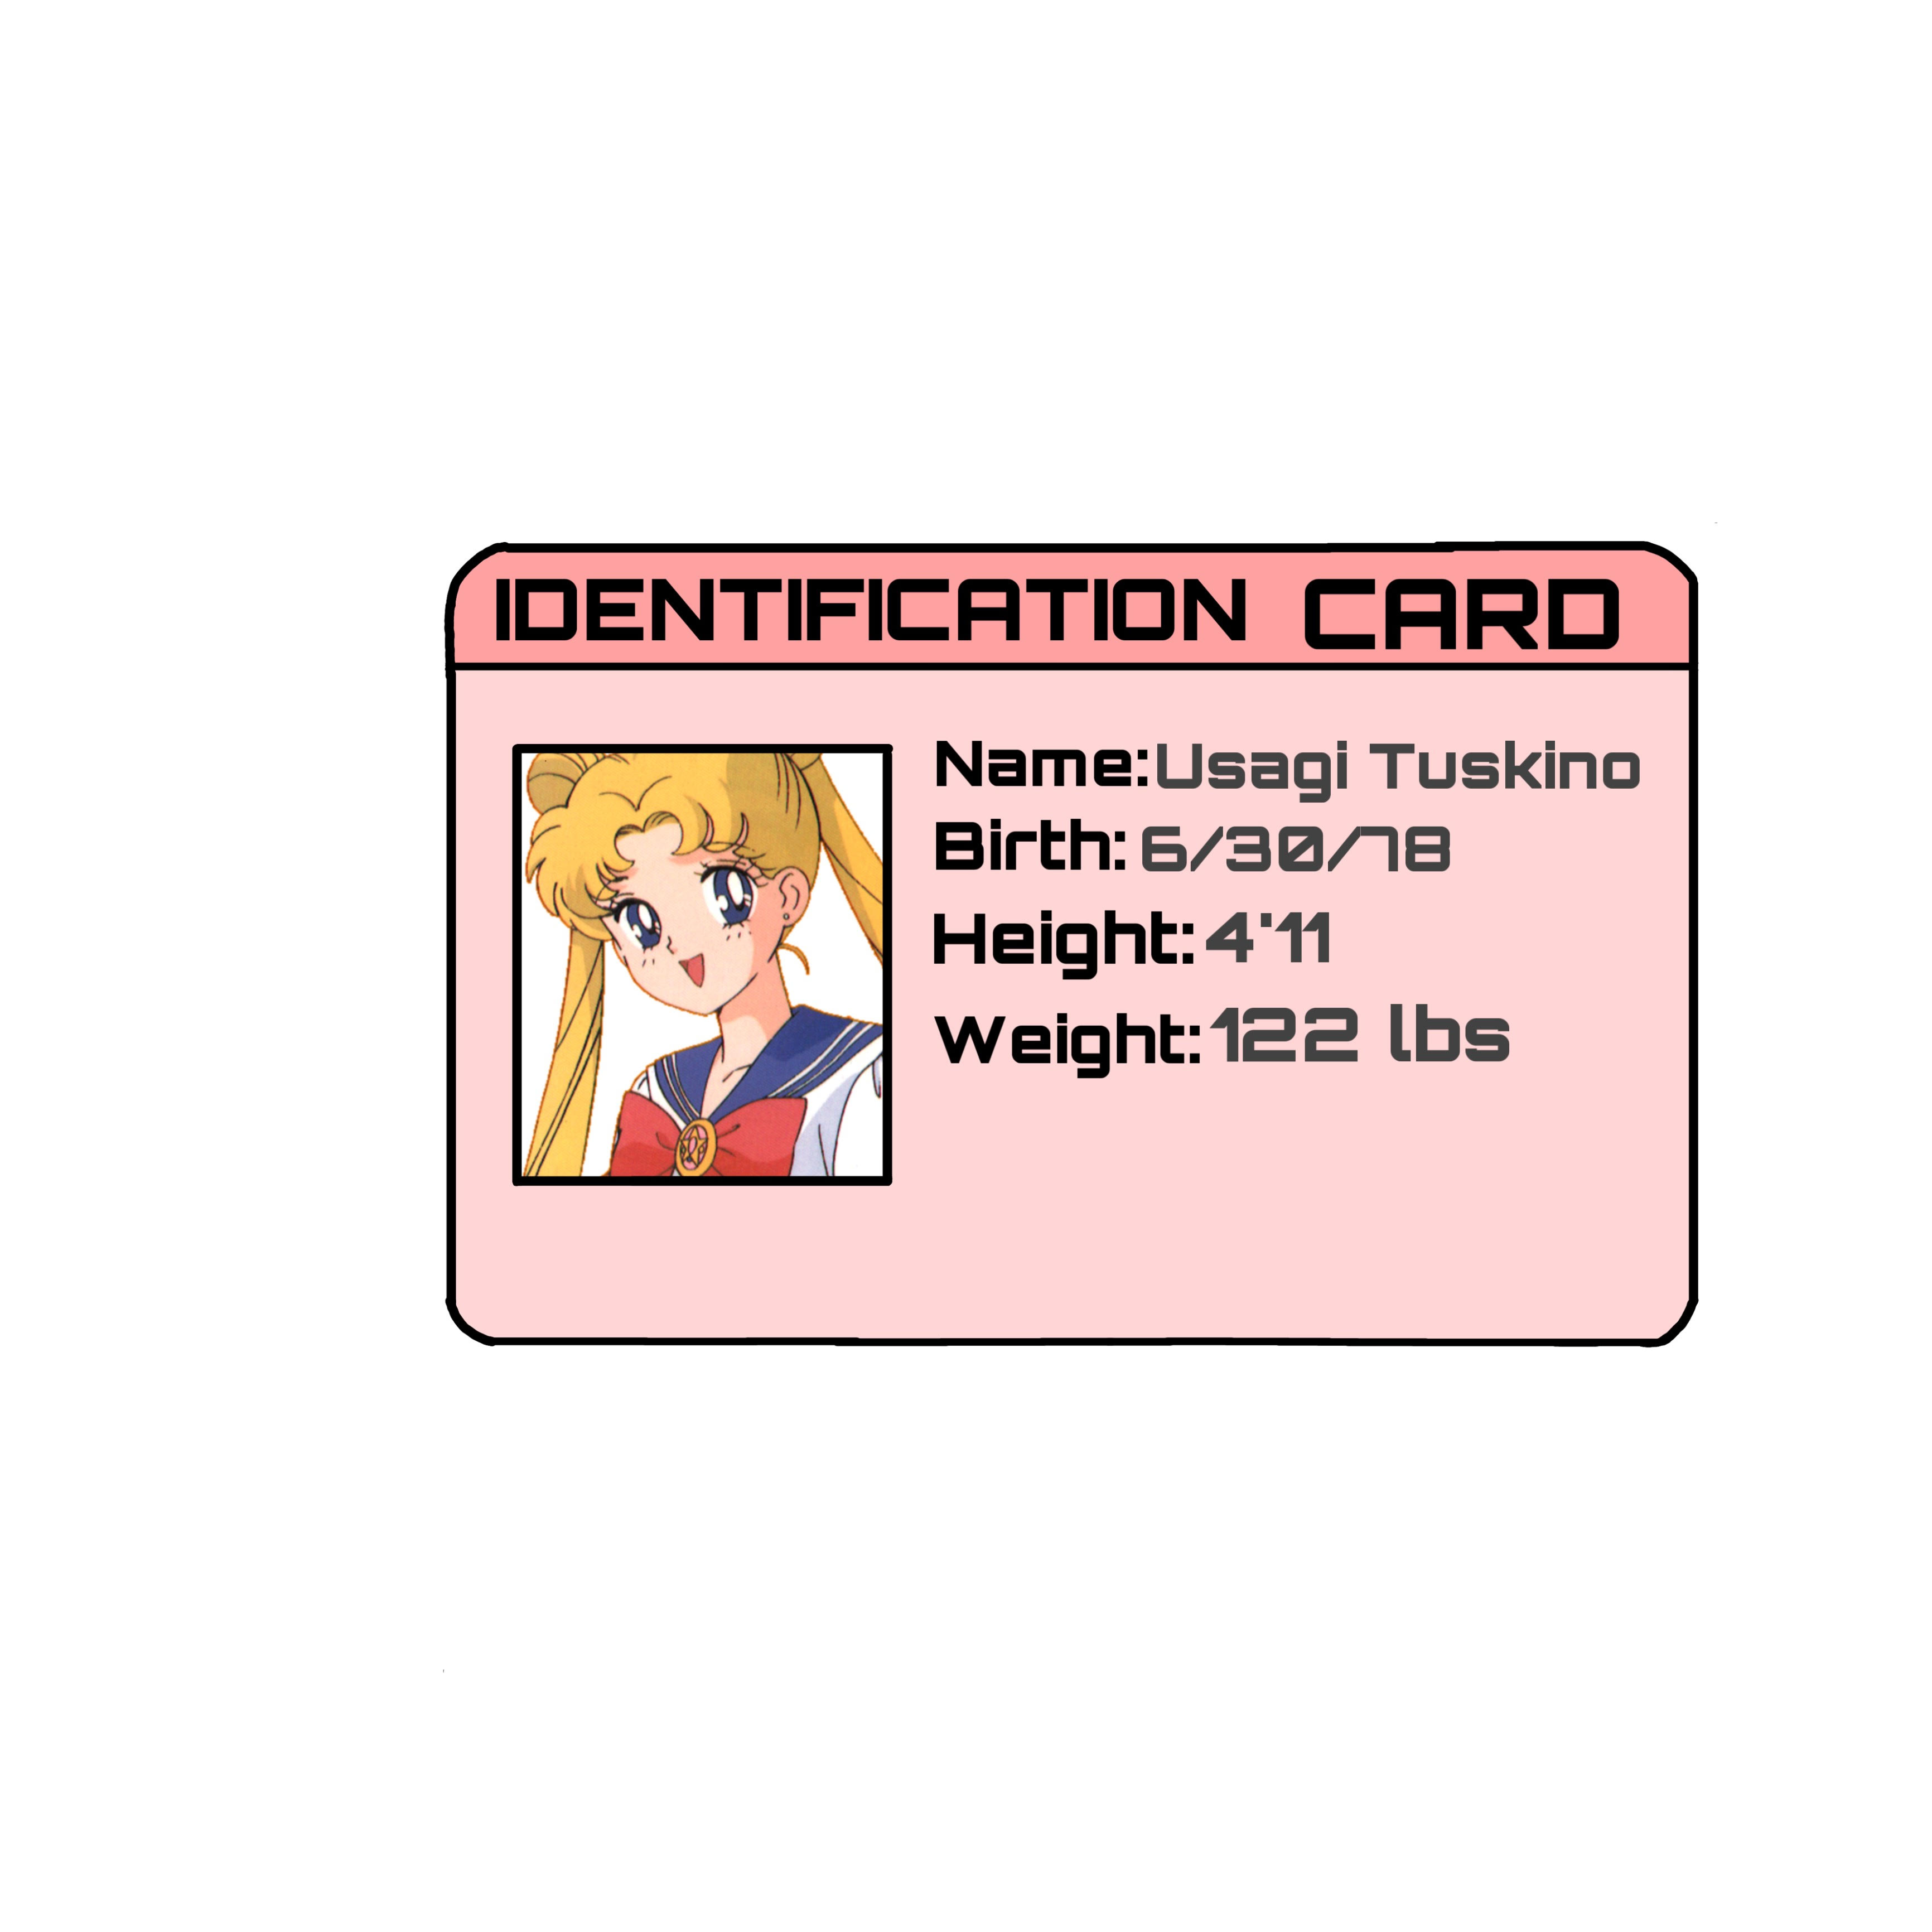 IDENTIFICATION CARD
Name:Usagi Tuskino
Birth: 6/30/78
Height:4'11
Weight:122 lbs